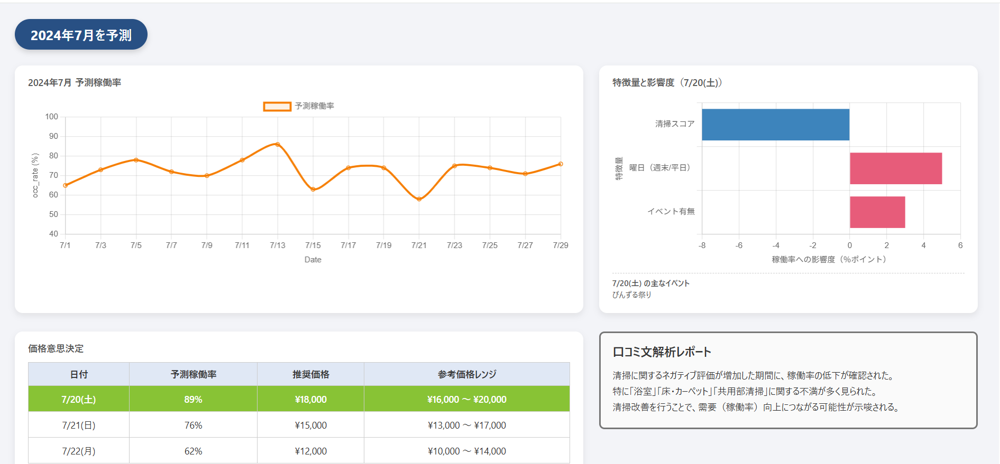 2024年7月を予測
2024年7月 予測稼働率
予測稼働率
100
90
80
70
60
50
40
occ_rate (%)
7/1 7/3 7/5 7/7 7/9 7/11 7/13 7/15 7/17 7/19 7/21 7/23 7/25 7/27 7/29
Date
特徴量と影響度（7/20(土)）
特徴量
清掃スコア
曜日（週末/平日）
イベント有無
-8 -6 -4 -2 0 2 4 6
稼働率への影響度（%ポイント）
7/20(土) の主なイベント
びんずる祭り
価格意思決定
日付 予測稼働率 推奨価格 参考価格レンジ
7/20(土) 89% ¥18,000 ¥16,000 〜 ¥20,000
7/21(日) 76% ¥15,000 ¥13,000 〜 ¥17,000
7/22(月) 62% ¥12,000 ¥10,000 〜 ¥14,000
口コミ文解析レポート
清掃に関するネガティブ評価が増加した期間に、稼働率の低下が確認された。
特に「浴室」「床・カーペット」「共用部清掃」に関する不満が多く見られた。
清掃改善を行うことで、需要（稼働率）向上につながる可能性が示唆される。